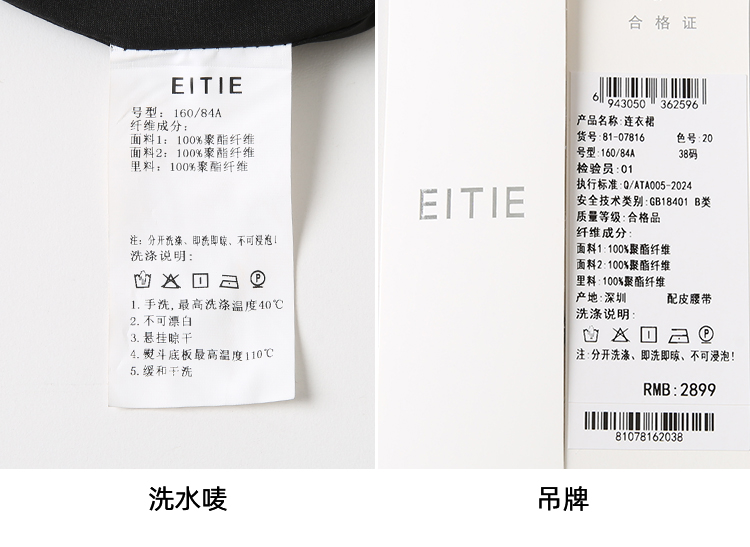 EITIE
号型: 160/84A
纤维成分:
面料1: 100%聚酯纤维
面料2: 100%聚酯纤维
里料: 100%聚酯纤维
注: 分开洗涤、即洗即晾、不可浸泡!
洗涤说明:
1.手洗,最高洗涤温度40℃
2.不可漂白
3.悬挂晾干
4.熨斗底板最高温度110℃
5.缓和干洗
洗水唛
EITIE
合格证
6 943050 362596
产品名称:连衣裙
货号:81-07816 色号:20
号型:160/84A 38码
检验员:01
执行标准:Q/ATA005-2024
安全技术类别:GB18401 B类
质量等级:合格品
纤维成分:
面料1:100%聚酯纤维
面料2:100%聚酯纤维
里料:100%聚酯纤维
产地:深圳 配皮腰带
洗涤说明:
注:分开洗涤、即洗即晾、不可浸泡!
RMB:2899
81078162038
吊牌